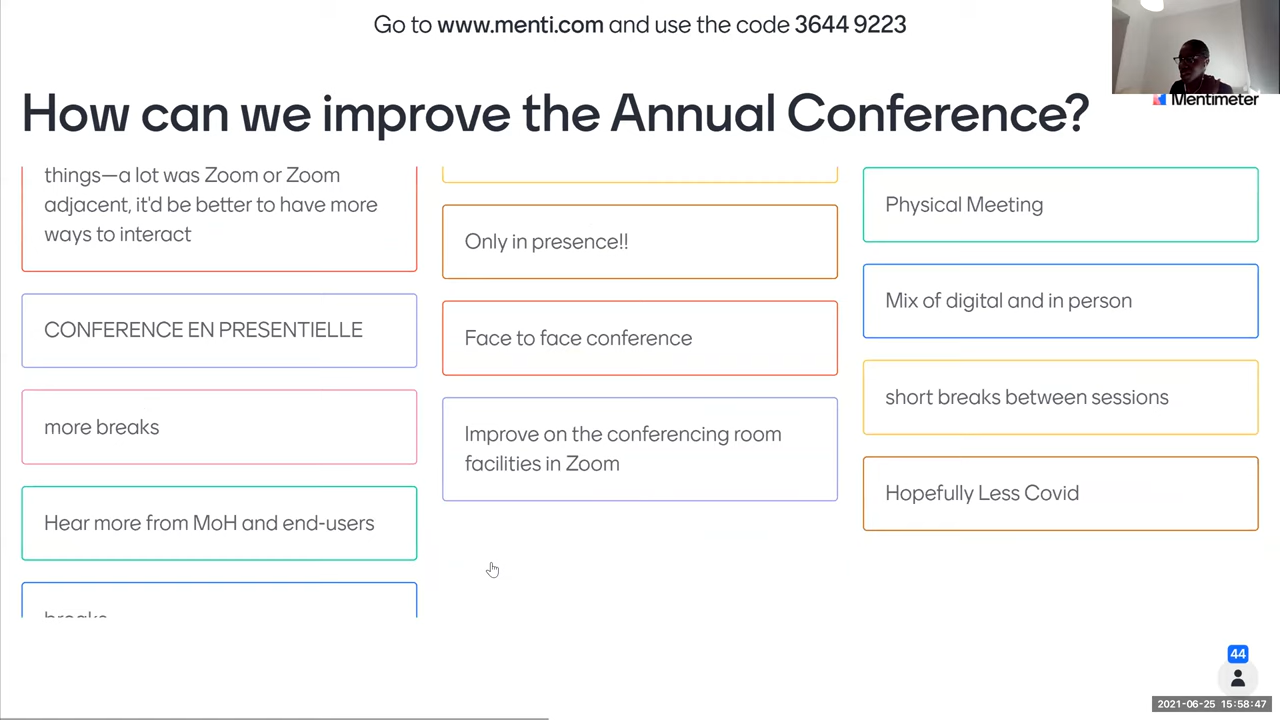 Go to www.menti.com and use the code 3644 9223
Mentimeter
How can we improve the Annual Conference?
things—a lot was Zoom or Zoom
adjacent, it'd be better to have more
ways to interact
CONFERENCE EN PRESENTIELLE
more breaks
Hear more from MoH and end-users
breaks
Only in presence!!
Face to face conference
Improve on the conferencing room
facilities in Zoom
Physical Meeting
Mix of digital and in person
short breaks between sessions
Hopefully Less Covid
44
2021-06-25 15:58:47